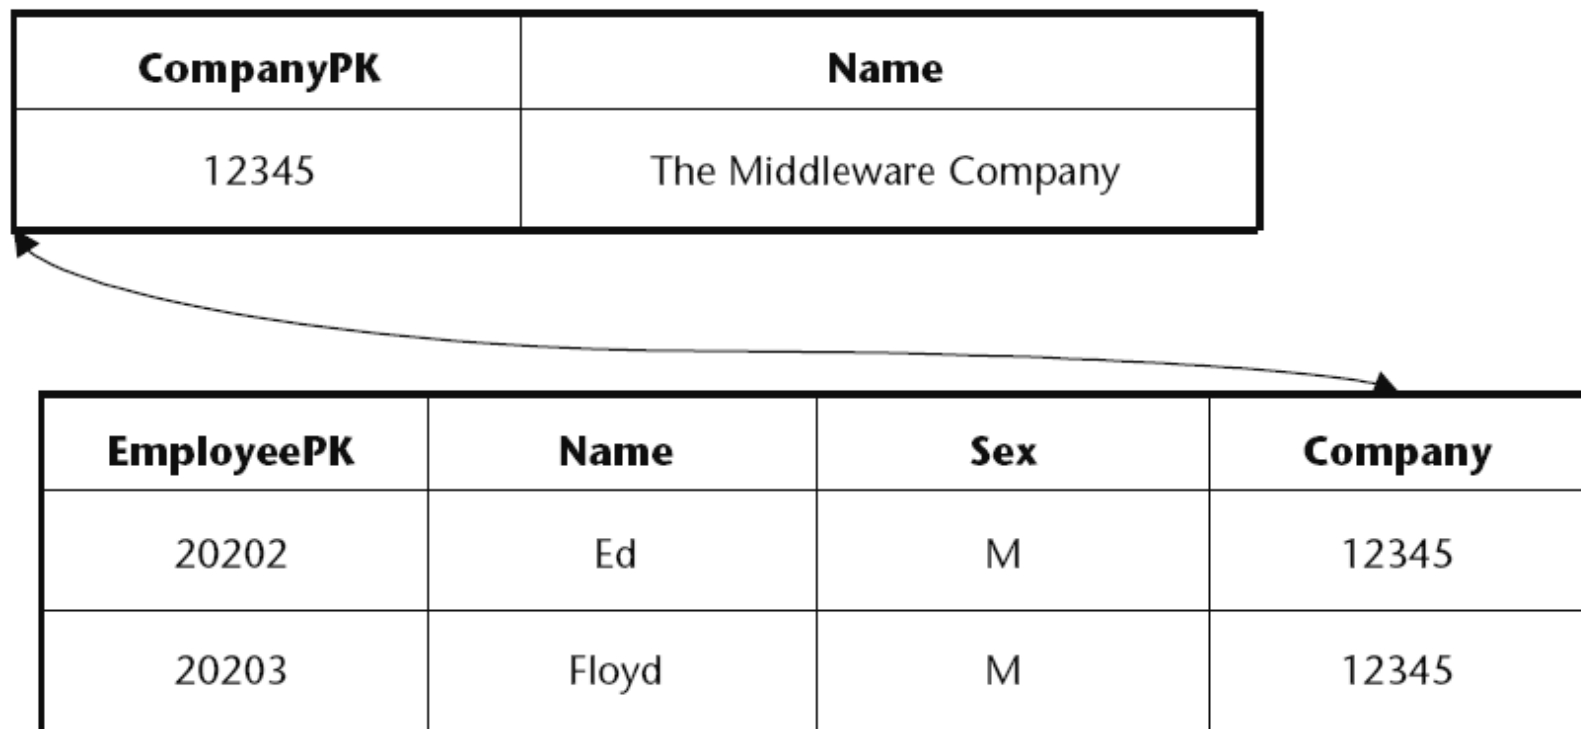 CompanyPK Name
12345 The Middleware Company
EmployeePK Name Sex Company
20202 Ed M 12345
20203 Floyd M 12345